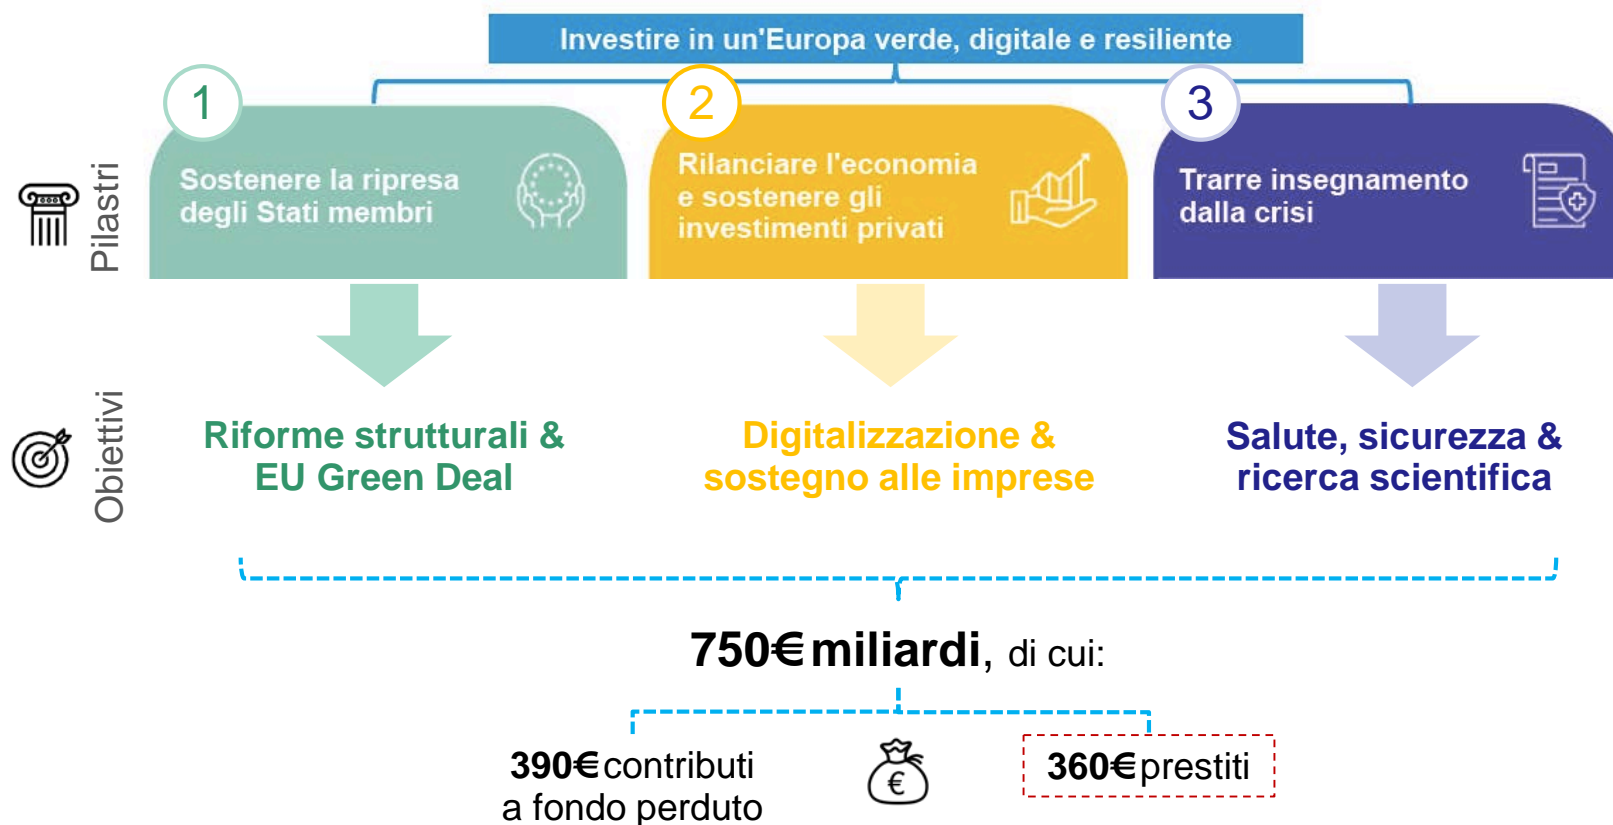 Investire in un'Europa verde, digitale e resiliente
1
2
3
Pilastri
Sostenere la ripresa
degli Stati membri
Rilanciare l'economia
e sostenere gli
investimenti privati
Trarre insegnamento
dalla crisi
Obiettivi
Riforme strutturali &
EU Green Deal
Digitalizzazione &
sostegno alle imprese
Salute, sicurezza &
ricerca scientifica
750€ miliardi, di cui:
390€ contributi
a fondo perduto
€
360€ prestiti